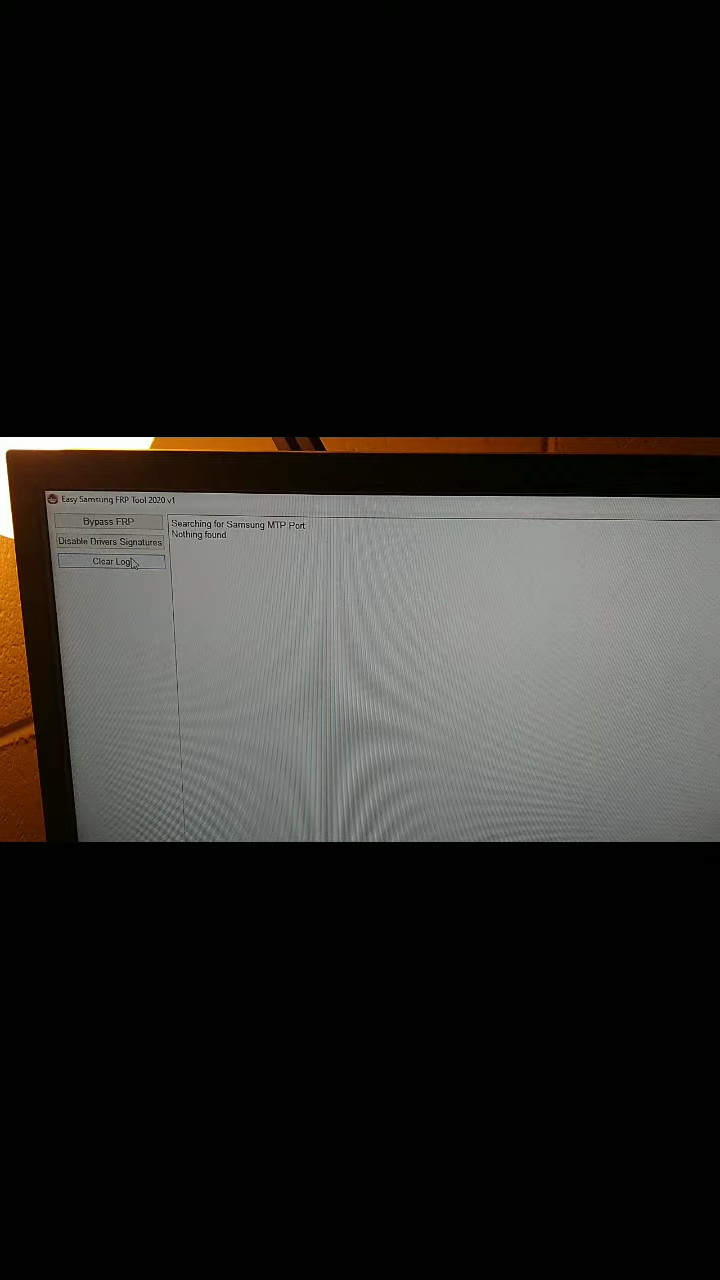 Easy Samsung FRP Tool 2020 v1
Bypass FRP
Disable Drivers Signatures
Clear Log
Searching for Samsung MTP Port
Nothing found